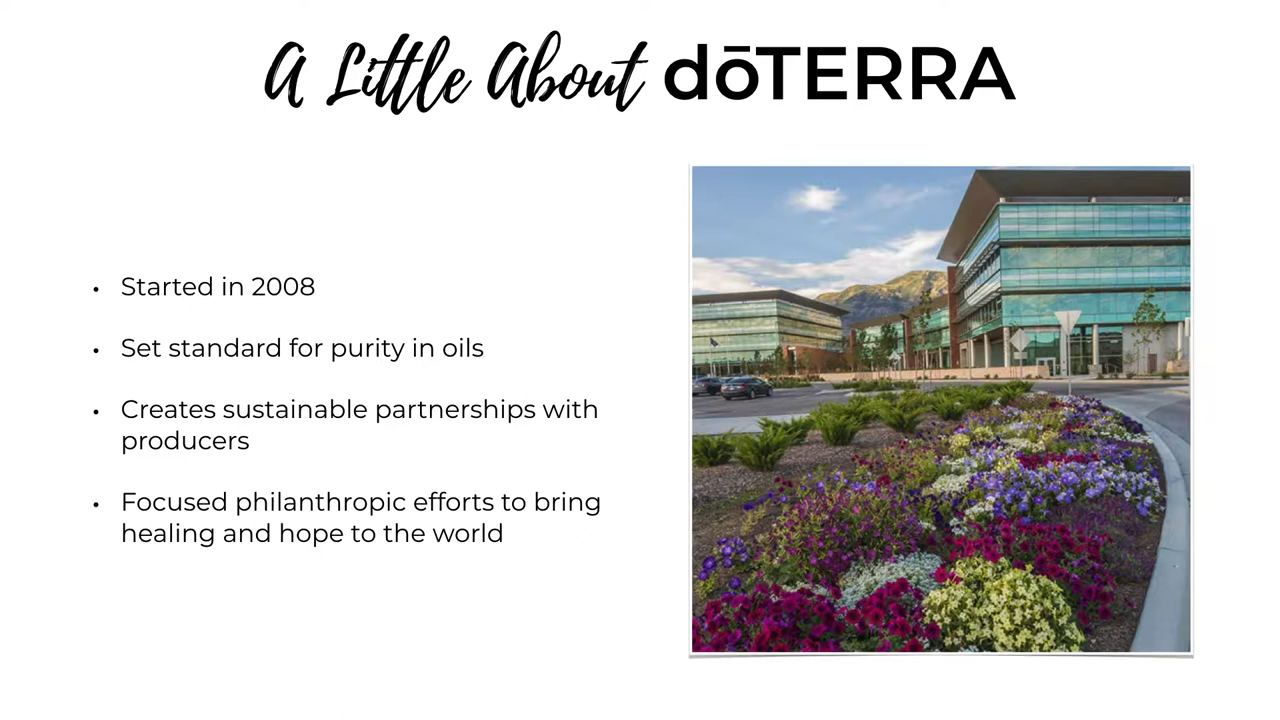 A Little About dōTERRA
• Started in 2008
• Set standard for purity in oils
• Creates sustainable partnerships with
producers
• Focused philanthropic efforts to bring
healing and hope to the world